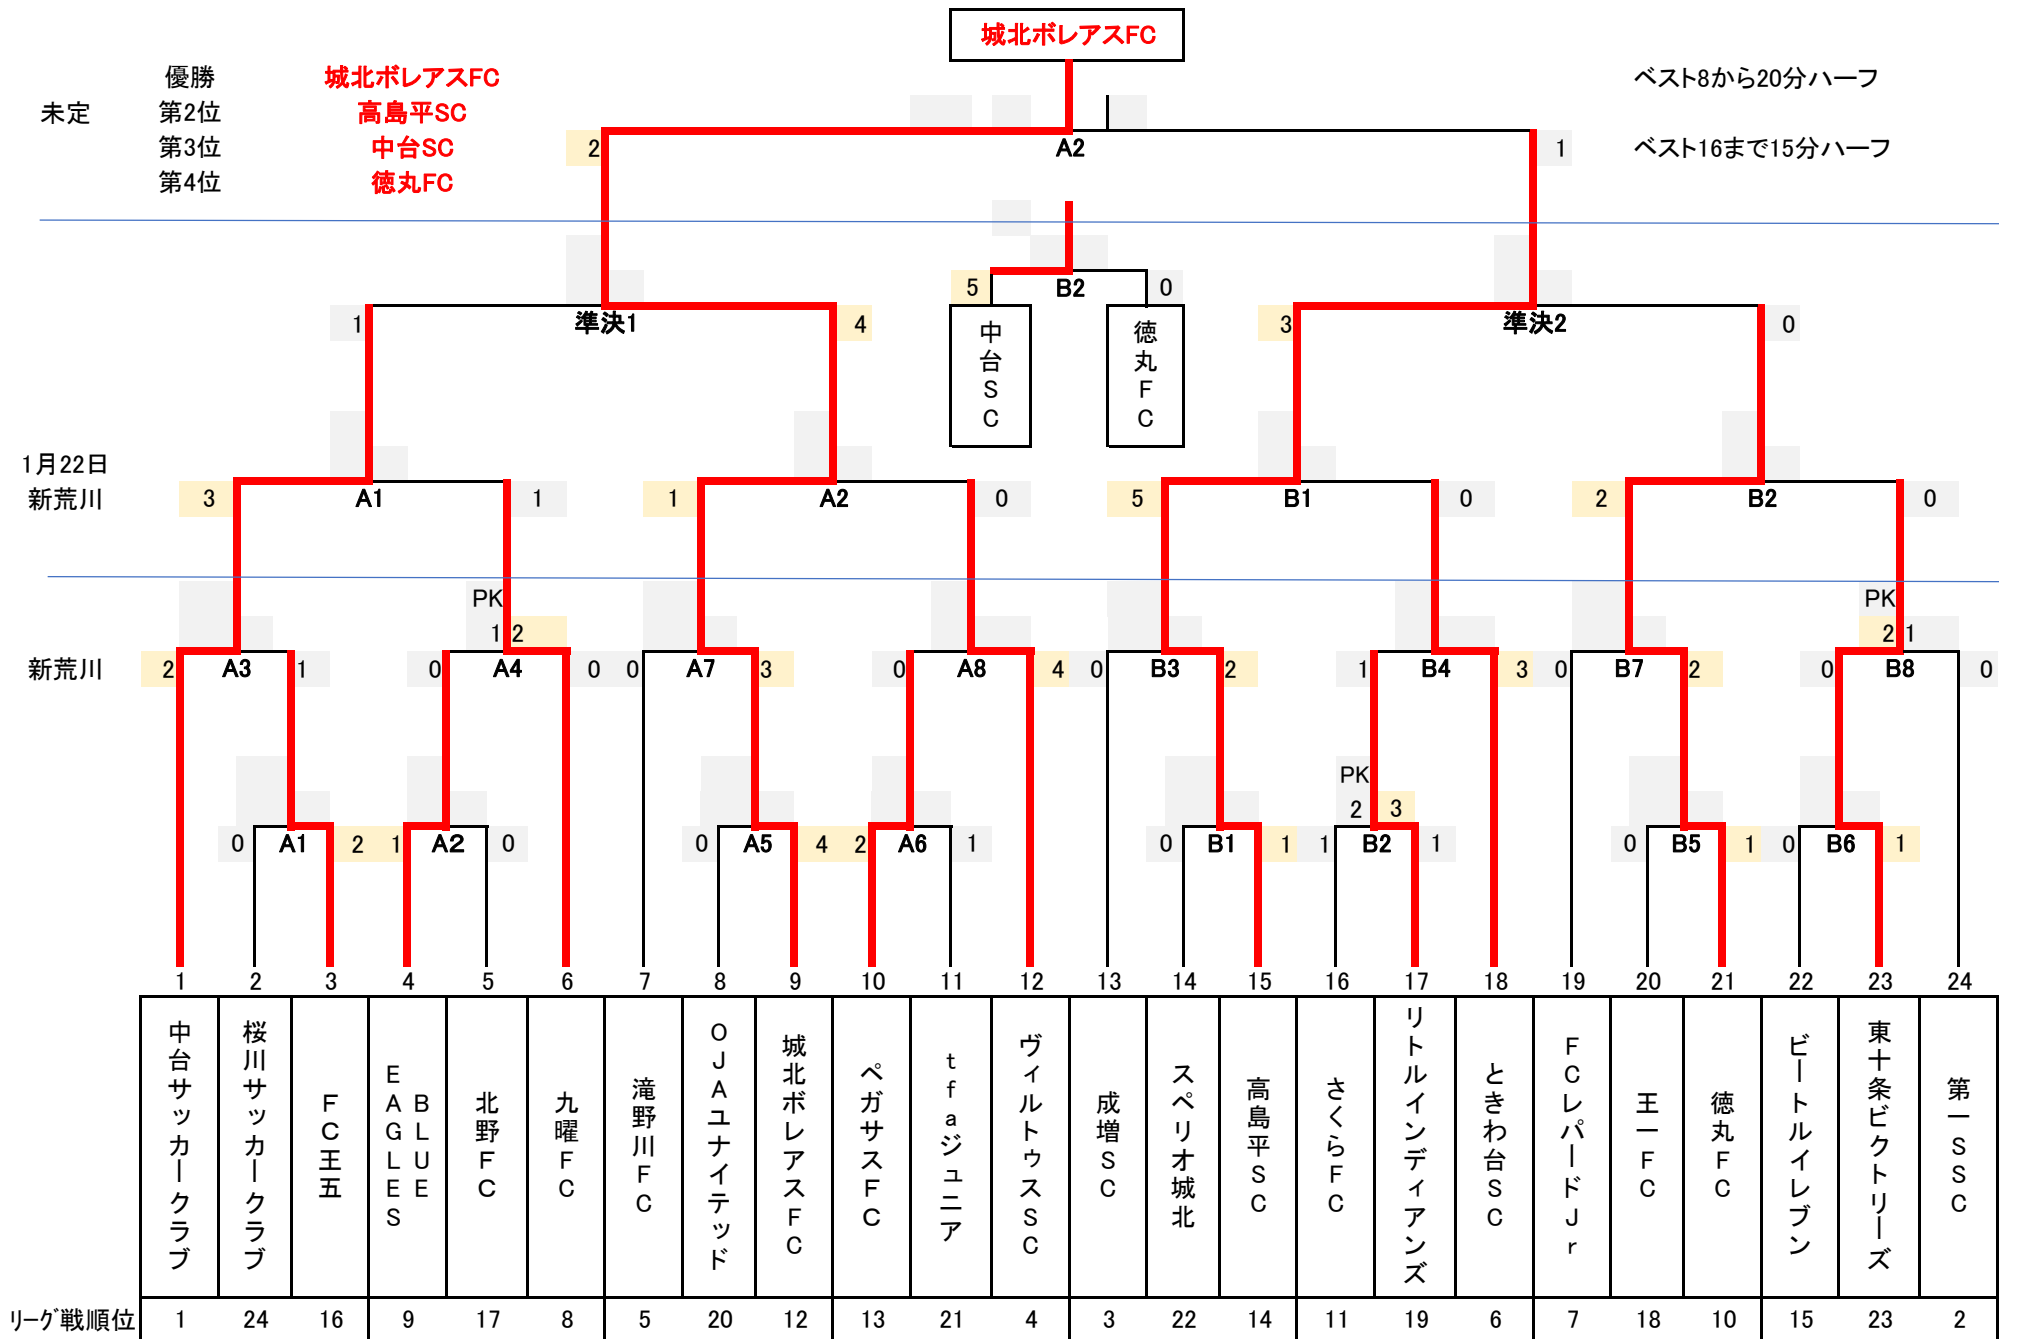 城北ボレアスFC
優勝 城北ボレアスFC ベスト8から20分ハーフ
未定 第2位 高島平SC
第3位 中台SC 2 A2 1 ベスト16まで15分ハーフ
第4位 徳丸FC
5 B2 0
1 準決1 4 3 準決2 0
中台SC 徳丸FC
1月22日
新荒川 3 A1 1 1 A2 0 5 B1 0 2 B2 0
PK PK
1 2 2 1
新荒川 2 A3 1 0 A4 0 0 A7 3 0 A8 4 0 B3 2 1 B4 3 0 B7 2 0 B8 0
PK
2 3
0 A1 2 1 A2 0 0 A5 4 2 A6 1 0 B1 1 1 B2 1 0 B5 1 0 B6 1
1 2 3 4 5 6 7 8 9 10 11 12 13 14 15 16 17 18 19 20 21 22 23 24
中台サッカークラブ
桜川サッカークラブ
FC王五
BLUE
EAGLES
北野FC
九曜FC
滝野川FC
OJAユナイテッド
城北ボレアスFC
ペガサスFC
tfaジュニア
ヴィルトゥスSC
成増SC
スペリオ城北
高島平SC
さくらFC
リトルインディアンズ
ときわ台SC
FCレパードJr
王一FC
徳丸FC
ビートルイレブン
東十条ビクトリーズ
第一SSC
リーグ戦順位 1 24 16 9 17 8 5 20 12 13 21 4 3 22 14 11 19 6 7 18 10 15 23 2